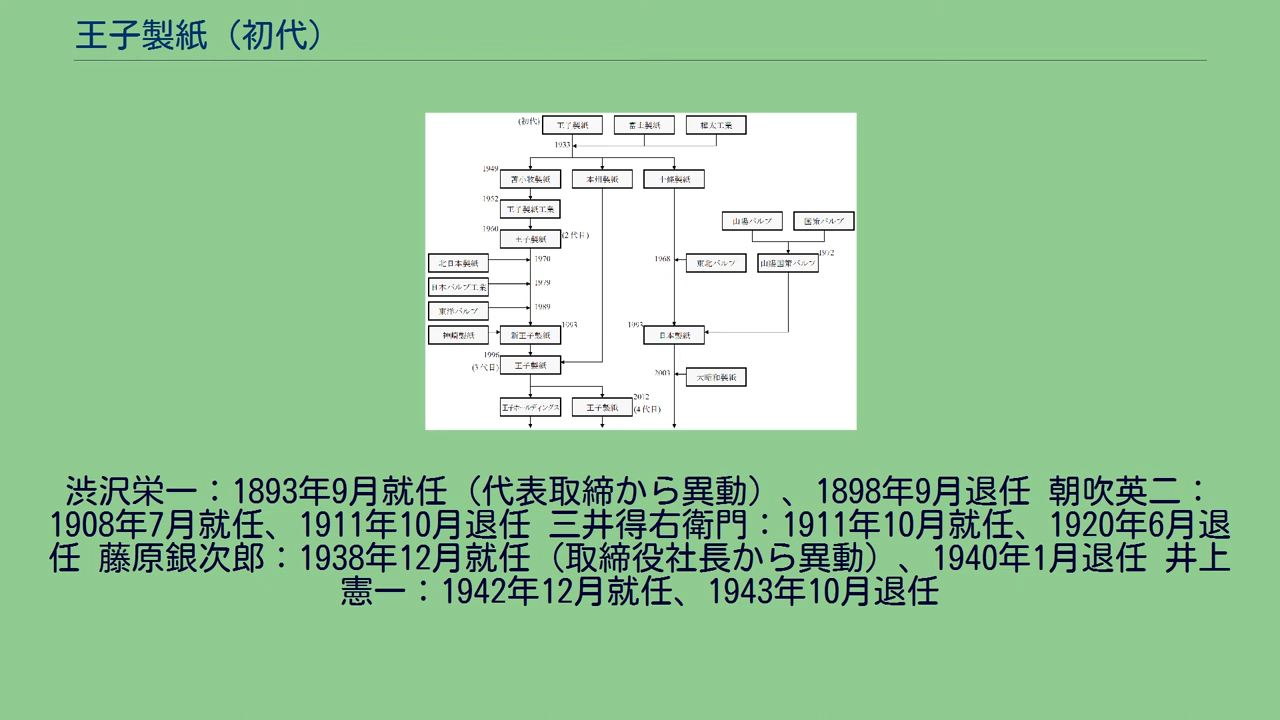 王子製紙（初代）
(初代) 王子製紙 富士製紙 樺太工業
1933
1949
苫小牧製紙 本州製紙 十條製紙
1952
王子製紙工業
1960
王子製紙 (2代目)
山陽パルプ 国策パルプ
1972
北日本製紙 1970 1968 東北パルプ 山陽国策パルプ
日本パルプ工業 1979
東洋パルプ 1989
1993 1993
神崎製紙 新王子製紙 日本製紙
1996
(3代目) 王子製紙
2003 大昭和製紙
2012
王子ホールディングス 王子製紙 (4代目)
渋沢栄一：1893年9月就任（代表取締から異動）、1898年9月退任 朝吹英二：
1908年7月就任、1911年10月退任 三井得右衛門：1911年10月就任、1920年6月退
任 藤原銀次郎：1938年12月就任（取締役社長から異動）、1940年1月退任 井上
憲一：1942年12月就任、1943年10月退任